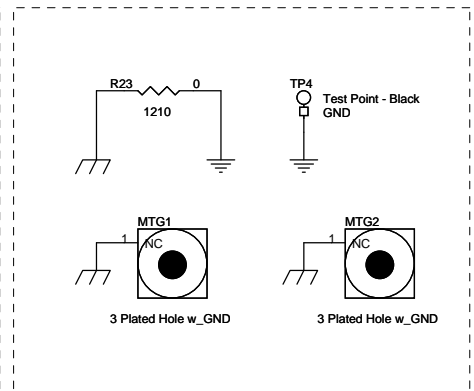 R23 0
1210
TP4
Test Point - Black
GND
MTG1
1 NC
3 Plated Hole w_GND
MTG2
1 NC
3 Plated Hole w_GND